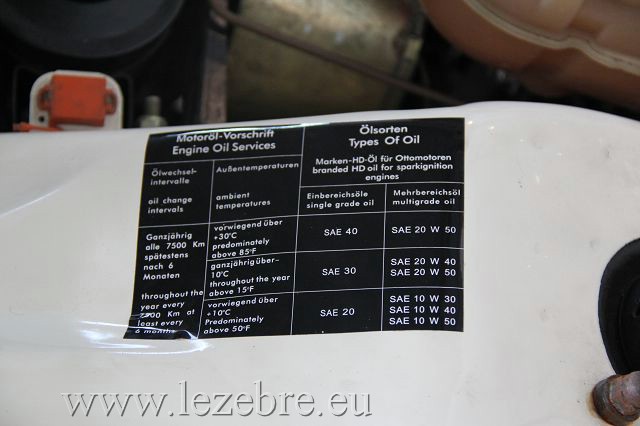 Motoröl-Vorschrift
Engine Oil Services
Ölsorten
Types Of Oil
Marken-HD-Öl für Ottomotoren
branded HD oil for sparkignition
engines
Ölwechsel-
intervalle
oil change
intervals
Außentemperaturen
ambient
temperatures
Einbereichsöle
single grade oil
Mehrbereichsöl
multigrade oil
Ganzjährig
alle 7500 Km
spätestens
nach 6
Monaten
throughout the
year every
7500 Km at
least every
6 months
vorwiegend über
+30°C
predominately
above 85°F
SAE 40
SAE 20 W 50
ganzjährig über–
10°C
throughout the year
above 15°F
SAE 30
SAE 20 W 40
SAE 20 W 50
vorwiegend über
+10°C
Predominately
above 50°F
SAE 20
SAE 10 W 30
SAE 10 W 40
SAE 10 W 50
www.lezebre.eu